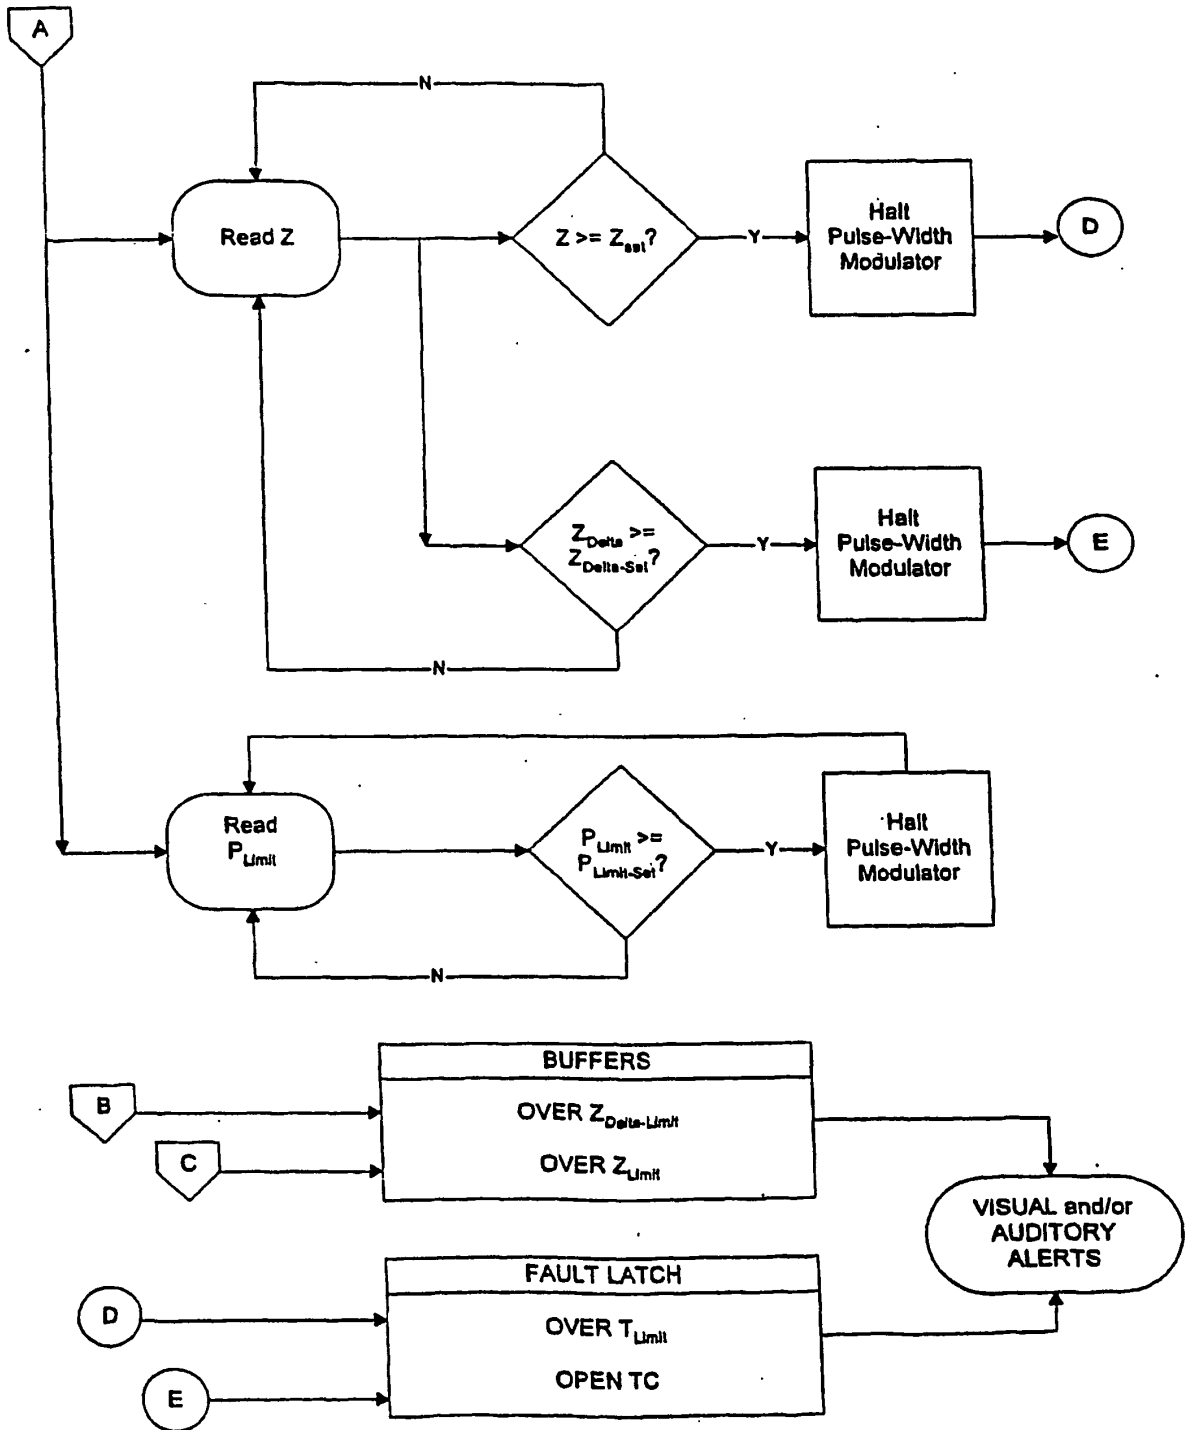 A
N
Read Z
Z >= Zset?
Y
Halt
Pulse-Width
Modulator
D
ZDelta >=
ZDelta-Set?
Y
Halt
Pulse-Width
Modulator
E
N
Read
PLimit
PLimit >=
PLimit-Set?
Y
Halt
Pulse-Width
Modulator
N
BUFFERS
B
OVER ZDelta-Limit
C
OVER ZLimit
VISUAL and/or
AUDITORY
ALERTS
FAULT LATCH
D
OVER TLimit
E
OPEN TC